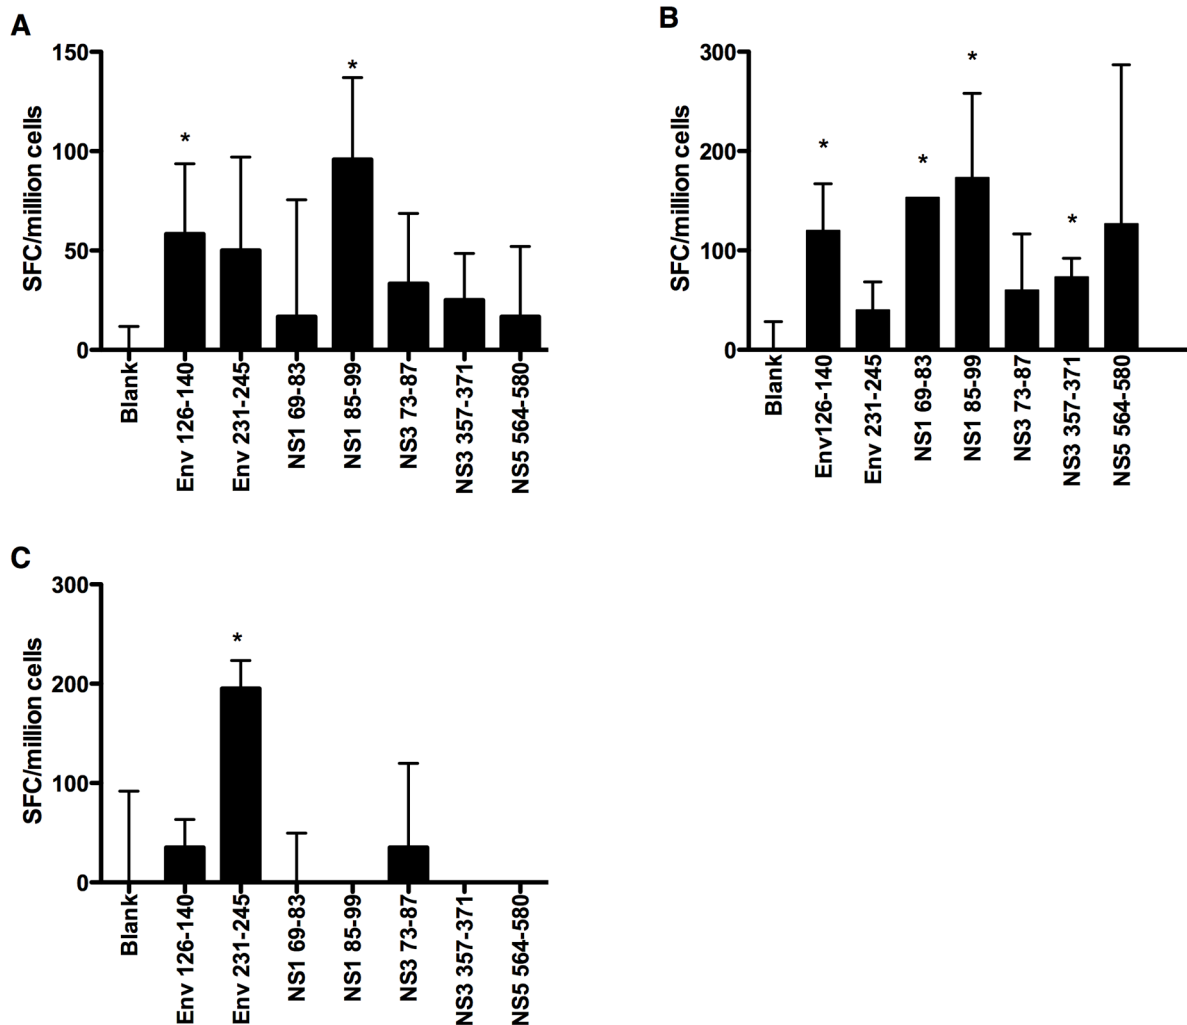 A
SFC/million cells
150
100
50
0
*
*
Blank
Env 126-140
Env 231-245
NS1 69-83
NS1 85-99
NS3 73-87
NS3 357-371
NS5 564-580
B
SFC/million cells
300
200
100
0
*
*
*
*
Blank
Env126-140
Env 231-245
NS1 69-83
NS1 85-99
NS3 73-87
NS3 357-371
NS5 564-580
C
SFC/million cells
300
200
100
0
*
Blank
Env 126-140
Env 231-245
NS1 69-83
NS1 85-99
NS3 73-87
NS3 357-371
NS5 564-580